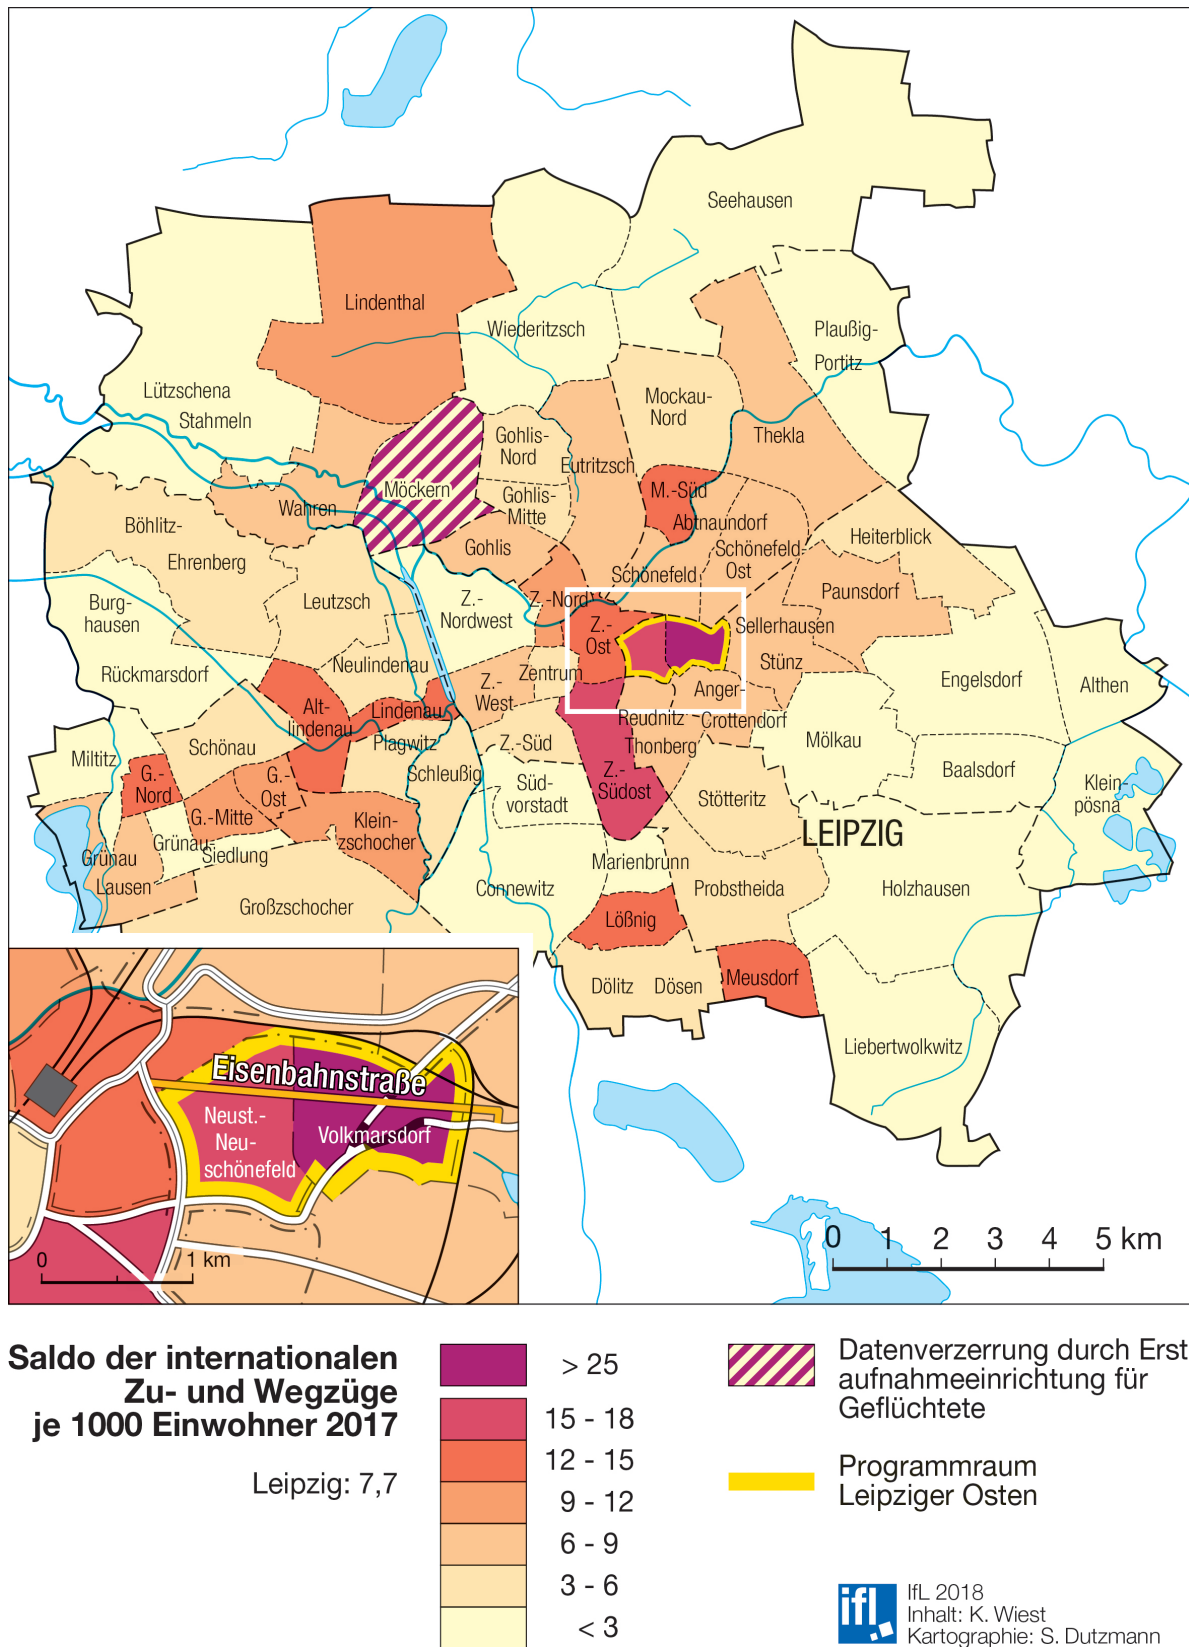 Seehausen
Lindenthal
Wiederitzsch
Plaußig-
Portitz
Lützschena
Stahmeln
Mockau-
Nord
Thekla
Gohlis-
Nord
Eutritzsch
Möckern
Gohlis-
Mitte
M.-Süd
Abtnaundorf
Wahren
Böhlitz-
Ehrenberg
Gohlis
Schönefeld-
Ost
Heiterblick
Schönefeld
Paunsdorf
Burg-
hausen
Leutzsch
Z.-
Nordwest
Z.-Nord
Z.-
Ost
Sellerhausen
Stünz
Rückmarsdorf
Neulindenau
Zentrum
Z.-
West
Anger-
Crottendorf
Engelsdorf
Althen
Alt-
lindenau
Lindenau
Reudnitz
Thonberg
Mölkau
Miltitz
Schönau
Plagwitz
Z.-Süd
Schleußig
Baalsdorf
G.-
Nord
G.-
Ost
Süd-
vorstadt
Z.-
Südost
Stötteritz
Klein-
pösna
G.-Mitte
Klein-
zschocher
LEIPZIG
Grünau-
Siedlung
Grünau
Lausen
Marienbrunn
Connewitz
Probstheida
Holzhausen
Großzschocher
Lößnig
Dölitz
Dösen
Meusdorf
Liebertwolkwitz
Eisenbahnstraße
Neust.-
Neu-
schönefeld
Volkmarsdorf
0 1 km
0 1 2 3 4 5 km
Saldo der internationalen
Zu- und Wegzüge
je 1000 Einwohner 2017
Leipzig: 7,7
> 25
15 - 18
12 - 15
9 - 12
6 - 9
3 - 6
< 3
Datenverzerrung durch Erst
aufnahmeeinrichtung für
Geflüchtete
Programmraum
Leipziger Osten
ifl
IfL 2018
Inhalt: K. Wiest
Kartographie: S. Dutzmann